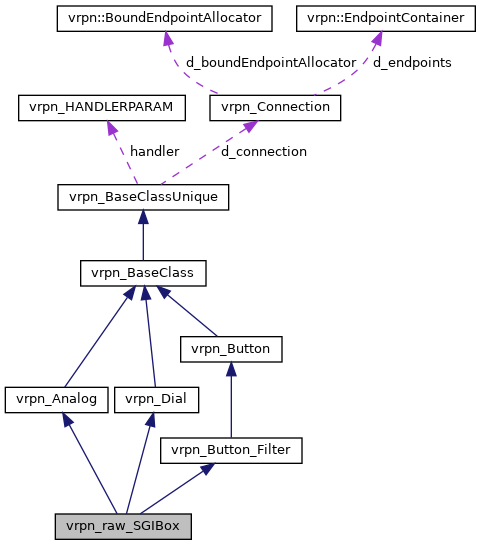 vrpn::BoundEndpointAllocator
vrpn::EndpointContainer
d_boundEndpointAllocator
d_endpoints
vrpn_HANDLERPARAM
vrpn_Connection
handler
d_connection
vrpn_BaseClassUnique
vrpn_BaseClass
vrpn_Button
vrpn_Analog
vrpn_Dial
vrpn_Button_Filter
vrpn_raw_SGIBox